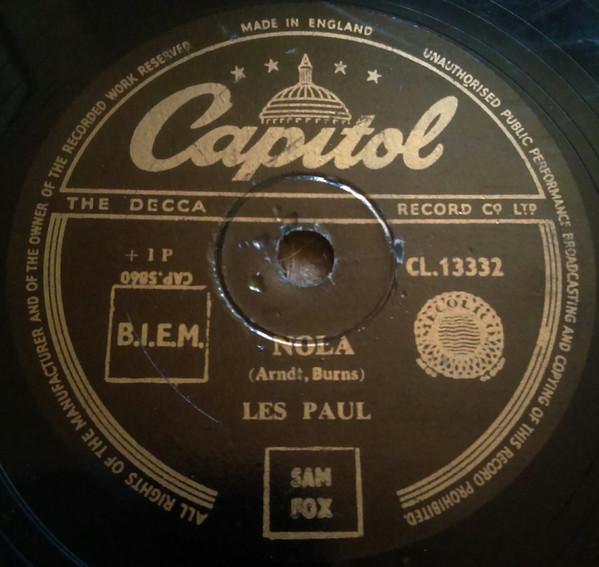 MADE IN ENGLAND
ALL RIGHTS OF THE MANUFACTURER AND OF THE OWNER OF THE RECORDED WORK RESERVED
UNAUTHORISED PUBLIC PERFORMANCE BROADCASTING AND COPYING OF THIS RECORD PROHIBITED.
Capitol
THE DECCA RECORD CO LTD
+ 1 P
CAP.5860
CL.13332
B.I.E.M.
NOLA
(Arndt, Burns)
LES PAUL
SAM
FOX